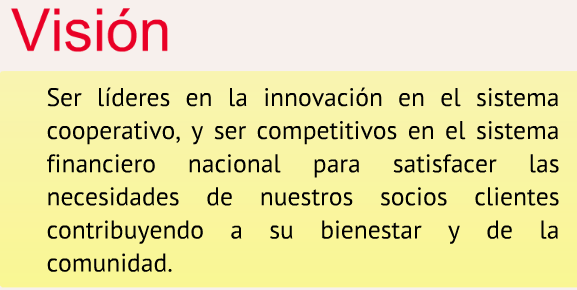 Visión
Ser líderes en la innovación en el sistema
cooperativo, y ser competitivos en el sistema
financiero nacional para satisfacer las
necesidades de nuestros socios clientes
contribuyendo a su bienestar y de la
comunidad.